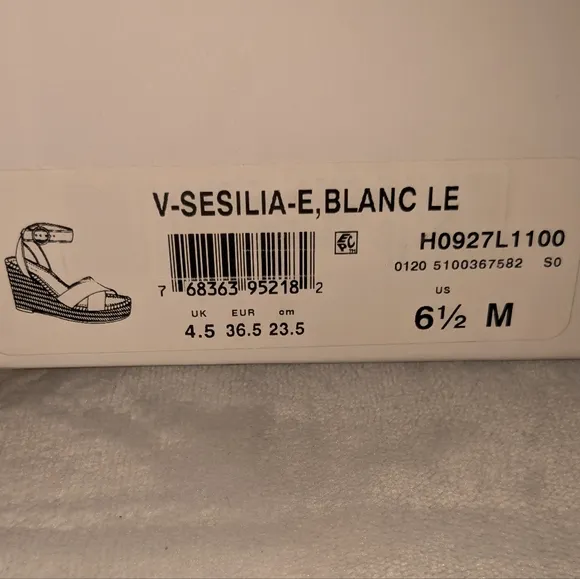 V-SESILIA-E,BLANC LE
H0927L1100
0120 5100367582 S0
7 68363 95218 2
UK EUR cm
4.5 36.5 23.5
US
6½ M